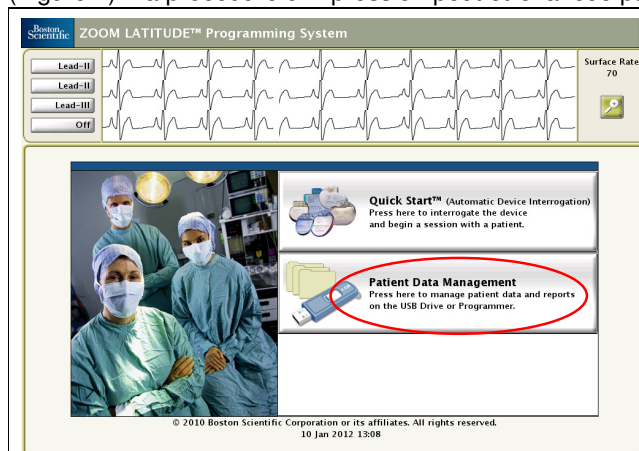 Boston
Scientific
ZOOM LATITUDE™ Programming System
Lead-II
Lead-II
Lead-III
Off
Surface Rate
70
Quick Start™ (Automatic Device Interrogation)
Press here to interrogate the device
and begin a session with a patient.
Patient Data Management
Press here to manage patient data and reports
on the USB Drive or Programmer.
© 2010 Boston Scientific Corporation or its affiliates. All rights reserved.
10 Jan 2012 13:08